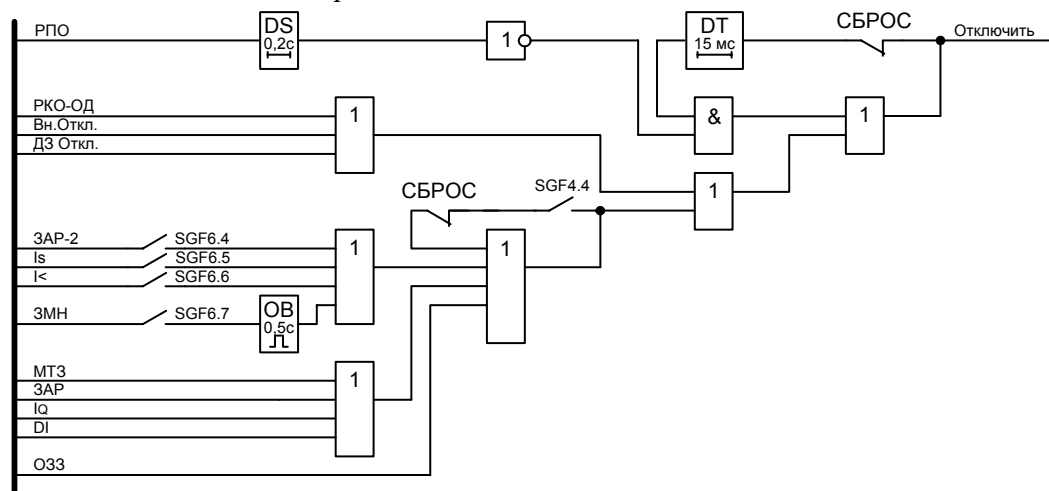 РПО
DS
0,2с
1
DT
15 мс
СБРОС
Отключить
РКО-ОД
Вн.Откл.
ДЗ Откл.
1
&
1
СБРОС
SGF4.4
1
ЗАР-2
SGF6.4
Is
SGF6.5
I<
SGF6.6
1
1
ЗМН
SGF6.7
ОВ
0,5с
МТЗ
ЗАР
IQ
DI
1
ОЗЗ